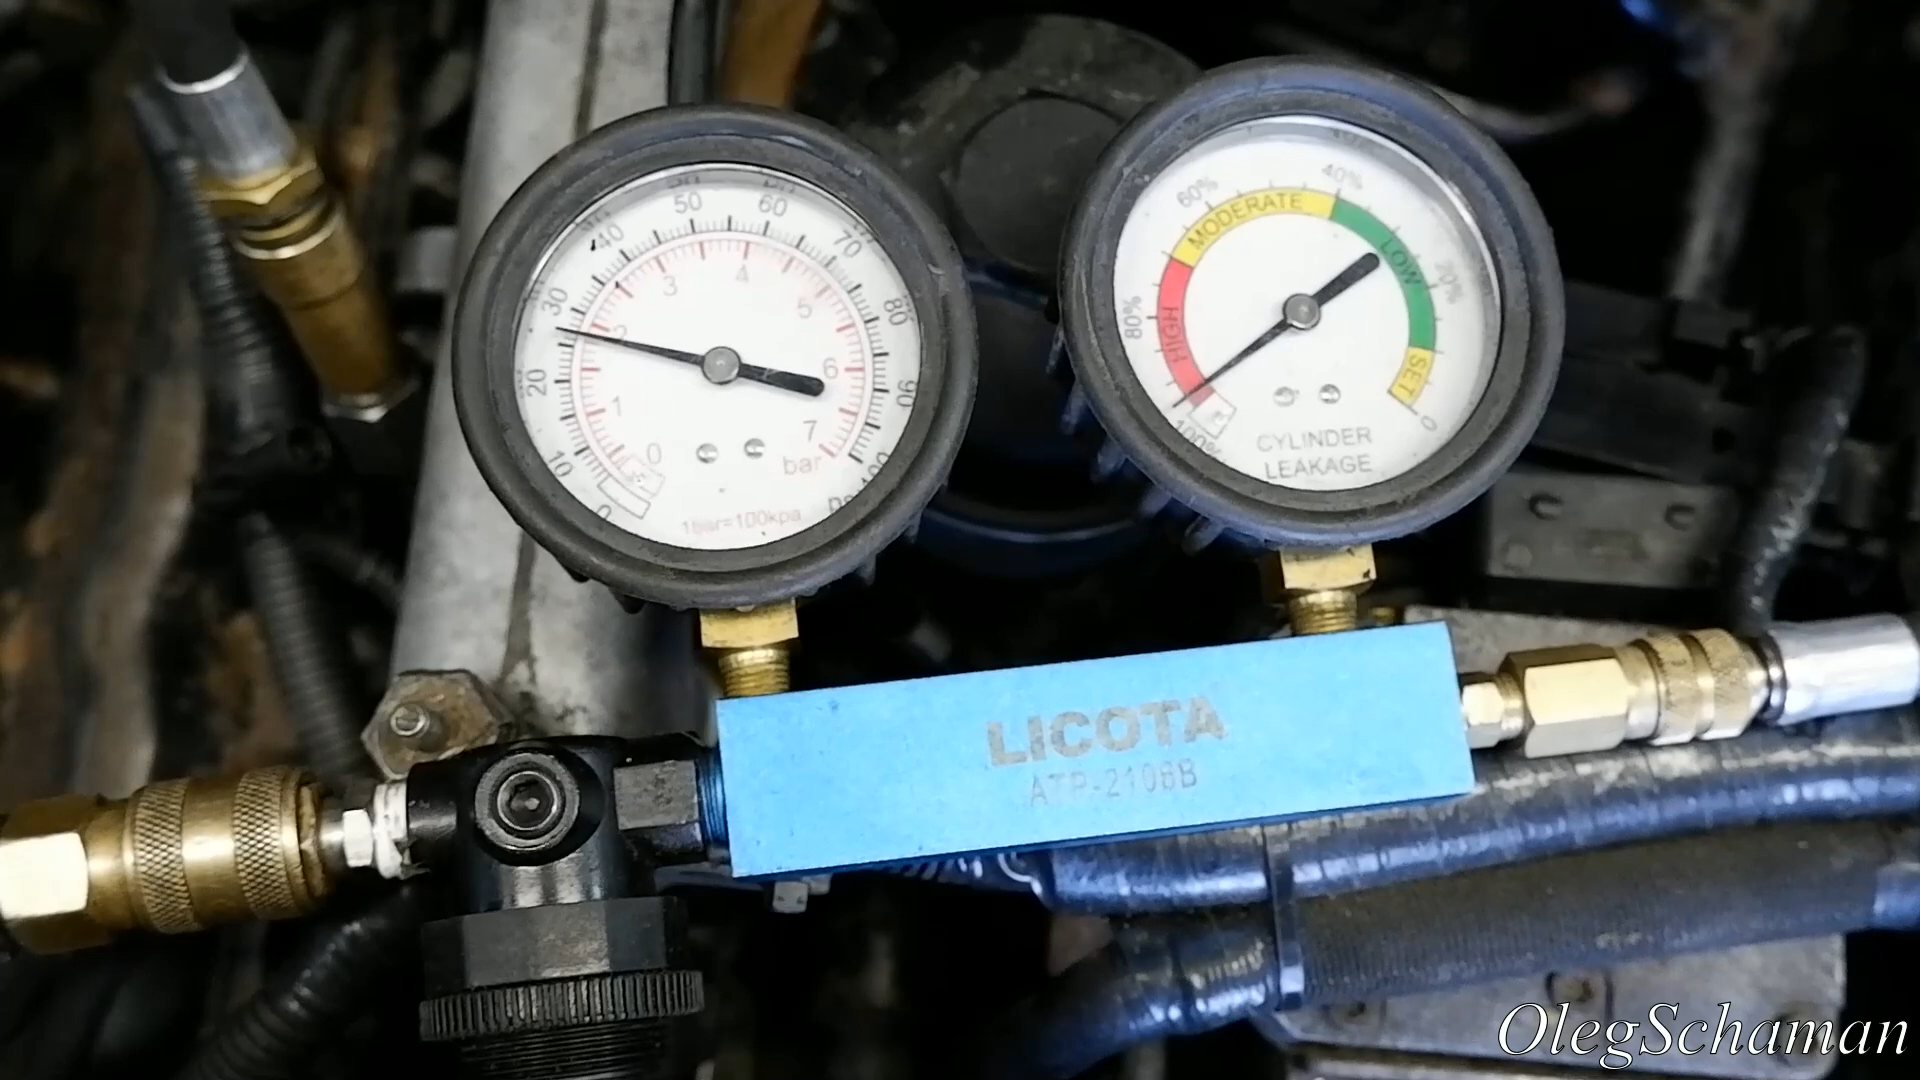 0
10
20
30
40
50
60
70
80
90
0
1
2
3
4
5
6
7
bar
1bar=100kpa
100%
80%
60%
40%
20%
0
HIGH
MODERATE
LOW
SET
CYLINDER
LEAKAGE
LICOTA
ATP-2106B
OlegSchaman